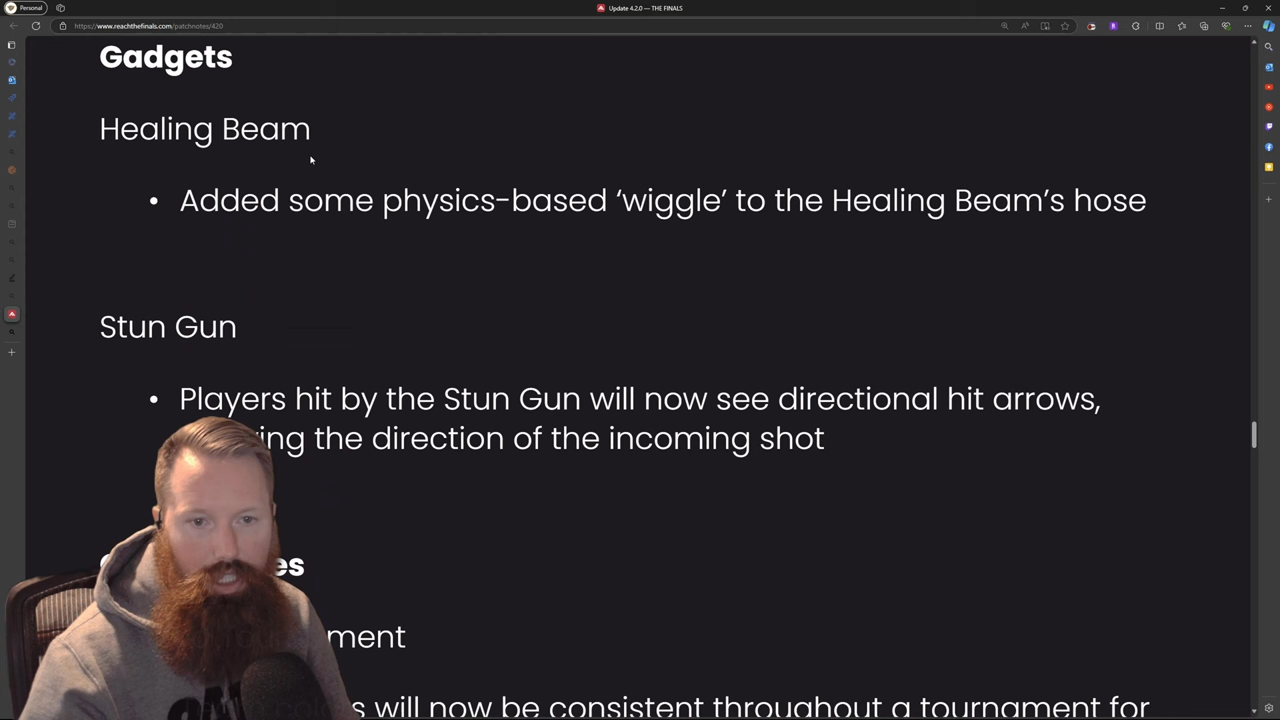 Personal
Update 4.2.0 — THE FINALS
https://www.reachthefinals.com/patchnotes/420
Gadgets
Healing Beam
• Added some physics-based ‘wiggle’ to the Healing Beam’s hose
Stun Gun
• Players hit by the Stun Gun will now see directional hit arrows,
ing the direction of the incoming shot
es
ment
will now be consistent throughout a tournament for